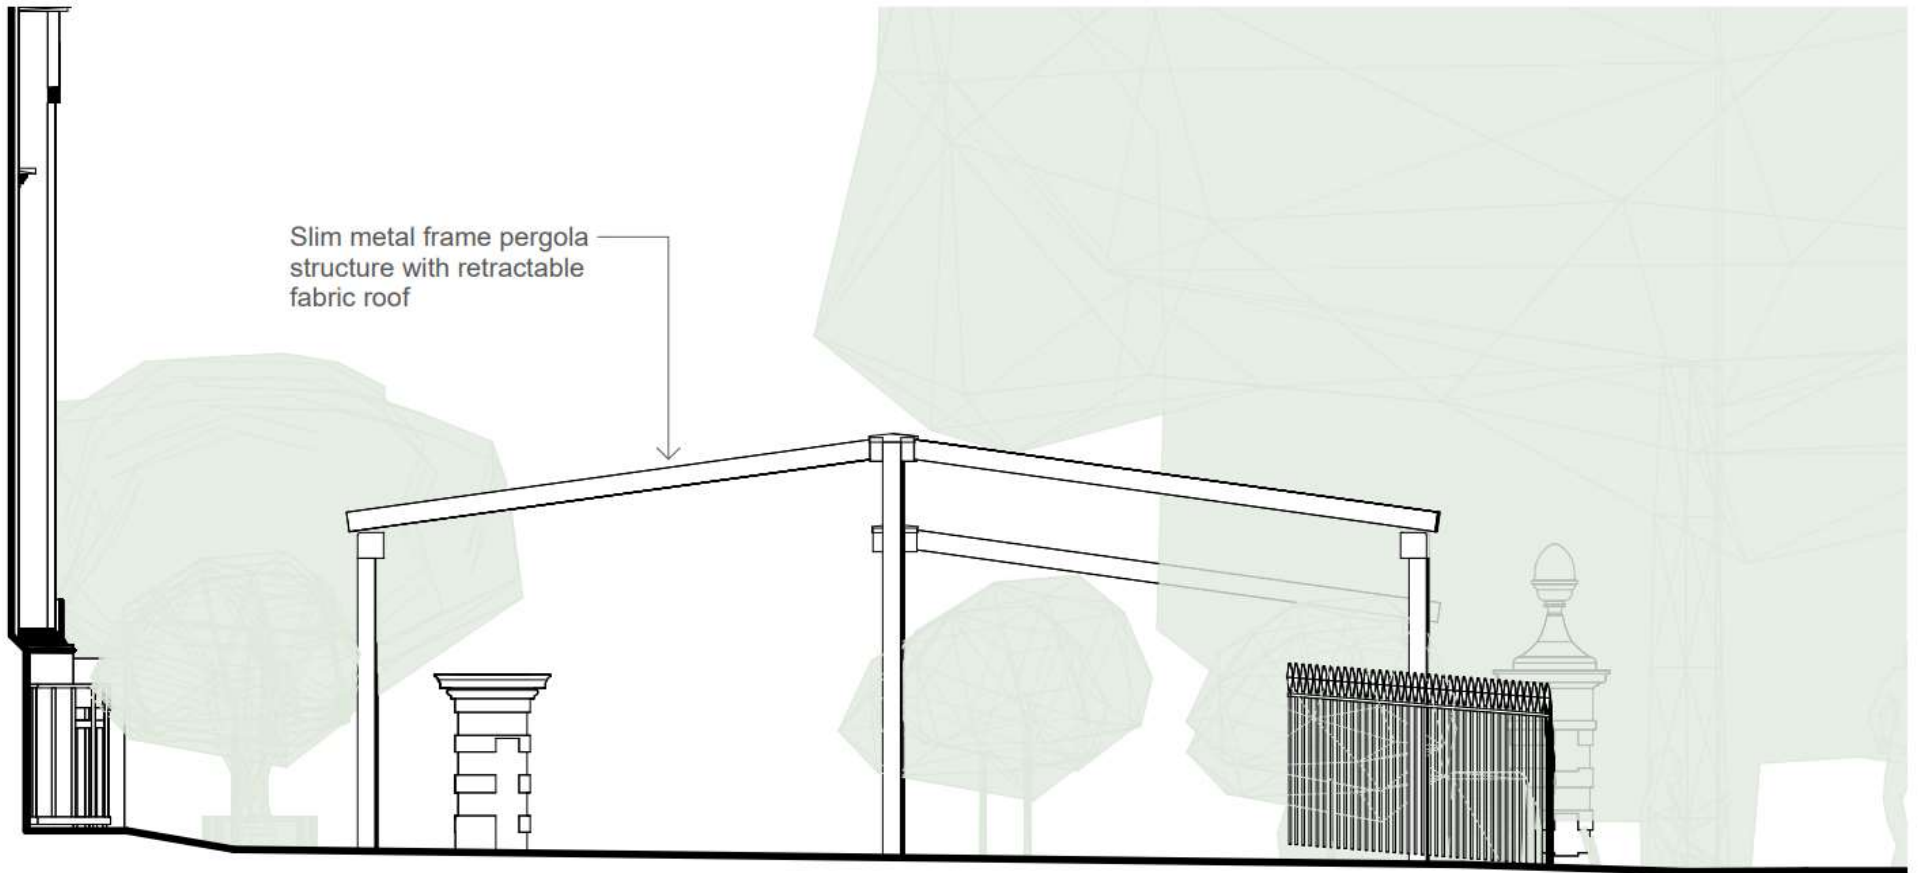 Slim metal frame pergola
structure with retractable
fabric roof